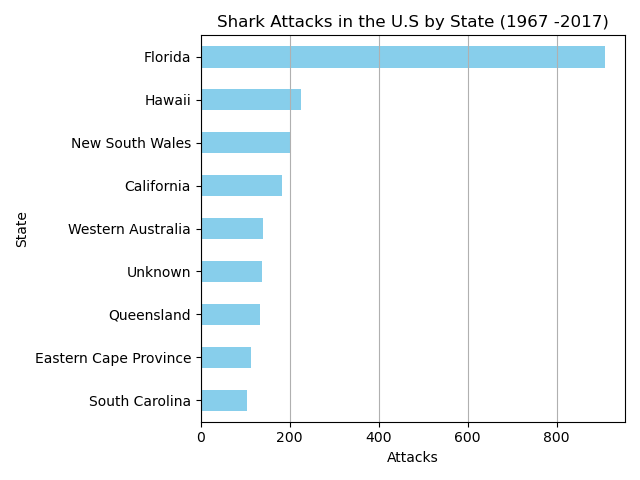 Shark Attacks in the U.S by State (1967 -2017)
State
Florida
Hawaii
New South Wales
California
Western Australia
Unknown
Queensland
Eastern Cape Province
South Carolina
0 200 400 600 800
Attacks